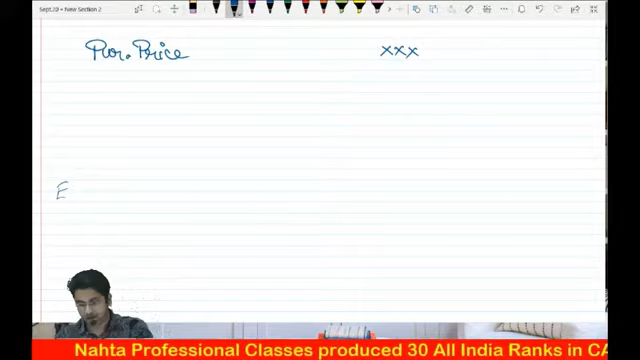 Sept.20 – New Section 2
Pur. Price xxx
E
Nahta Professional Classes produced 30 All India Ranks in CA